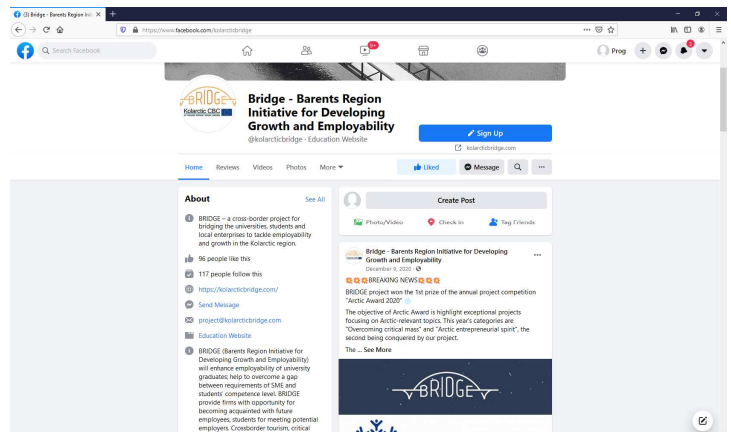 (3) Bridge - Barents Region Init
https://www.facebook.com/kolarcticbridge
Search Facebook
9+
Prog
3
BRIDGE
Kolarctic CBC
Bridge - Barents Region
Initiative for Developing
Growth and Employability
@kolarcticbridge · Education Website
Sign Up
kolarcticbridge.com
Home Reviews Videos Photos More
Liked
Message
About
See All
BRIDGE – a cross-border project for
bridging the universities, students and
local enterprises to tackle employability
and growth in the Kolarctic region.
96 people like this
117 people follow this
https://kolarcticbridge.com/
Send Message
project@kolarcticbridge.com
Education Website
BRIDGE (Barents Region Initiative for
Developing Growth and Employability)
will enhance employability of university
graduates; help to overcome a gap
between requirements of SME and
students' competence level. BRIDGE
provide firms with opportunity for
becoming acquainted with future
employees, students for meeting potential
employers. Crossborder tourism, critical
Create Post
Photo/Video
Check in
Tag Friends
Bridge - Barents Region Initiative for Developing
Growth and Employability
December 9, 2020 ·
BREAKING NEWS
BRIDGE project won the 1st prize of the annual project competition
"Arctic Award 2020"
The objective of Arctic Award is highlight exceptional projects
focusing on Arctic-relevant topics. This year's categories are
"Overcoming critical mass" and "Arctic entrepreneurial spirit", the
second being conquered by our project.
The ... See More
BRIDGE